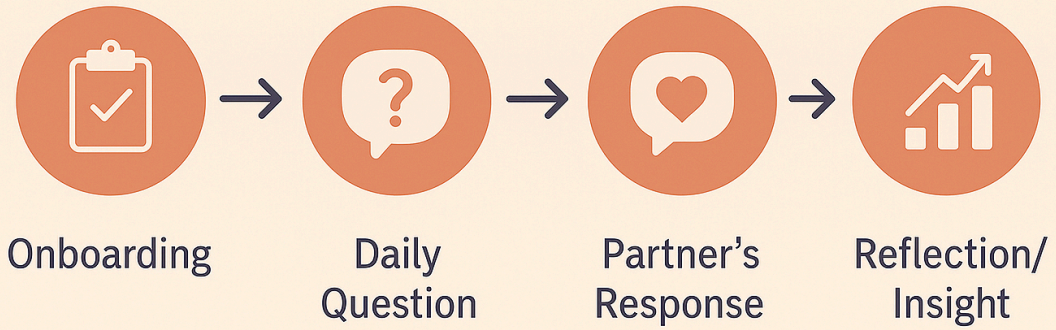 Onboarding
Daily
Question
Partner’s
Response
Reflection/
Insight